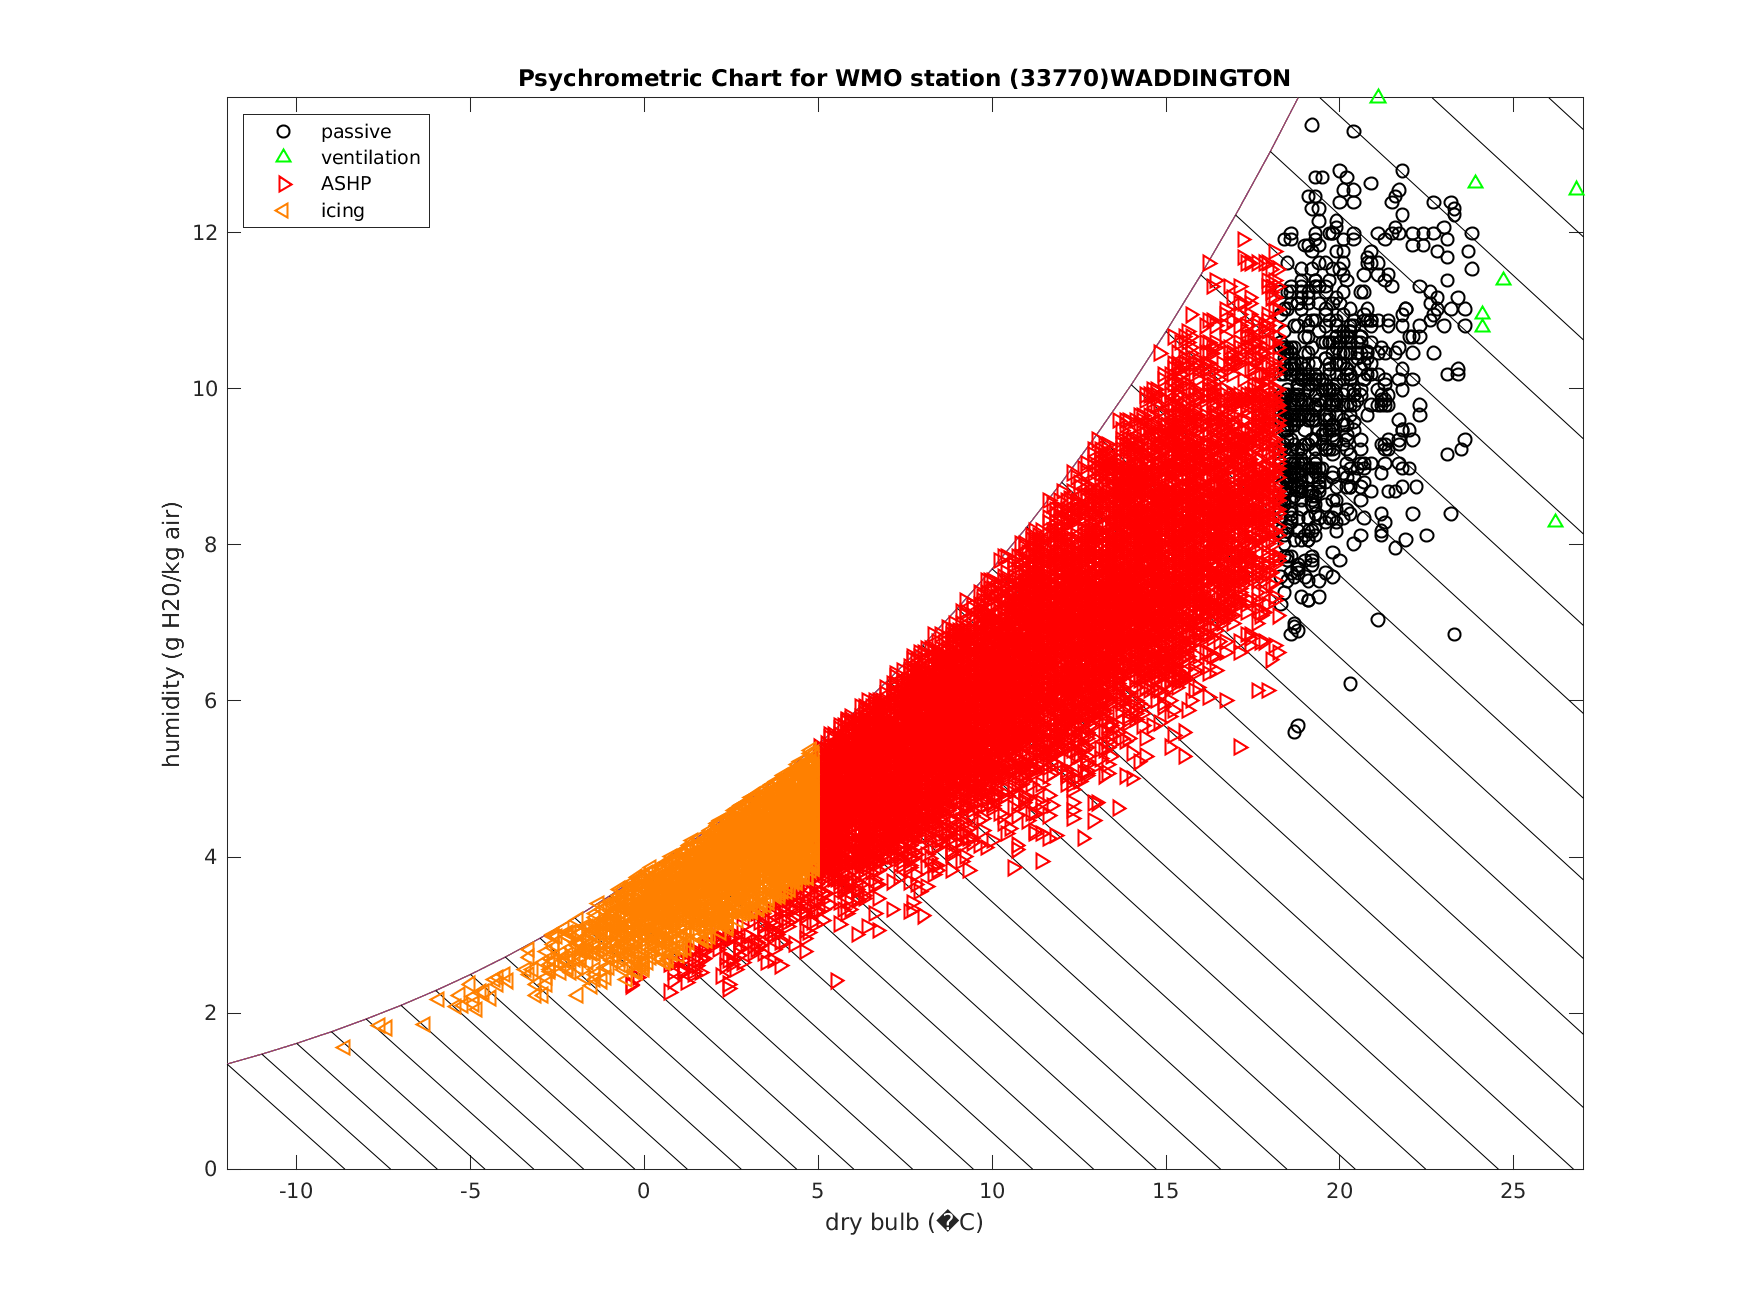 Psychrometric Chart for WMO station (33770)WADDINGTON
passive
ventilation
ASHP
icing
humidity (g H20/kg air)
12
10
8
6
4
2
0
-10 -5 0 5 10 15 20 25
dry bulb (�C)